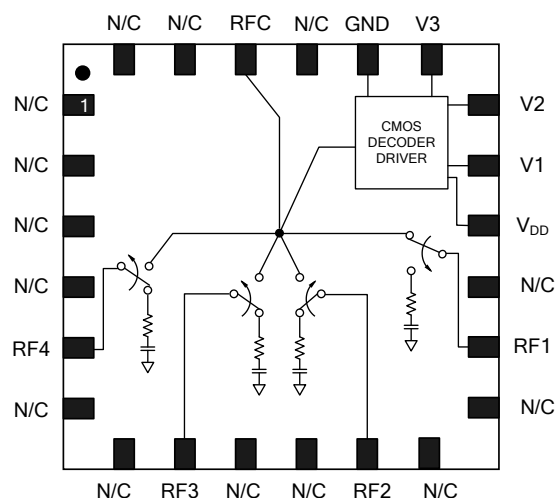 N/C N/C RFC N/C GND V3
N/C 1 CMOS V2
DECODER
DRIVER
N/C V1
N/C VDD
N/C N/C
RF4 RF1
N/C N/C
N/C RF3 N/C N/C RF2 N/C